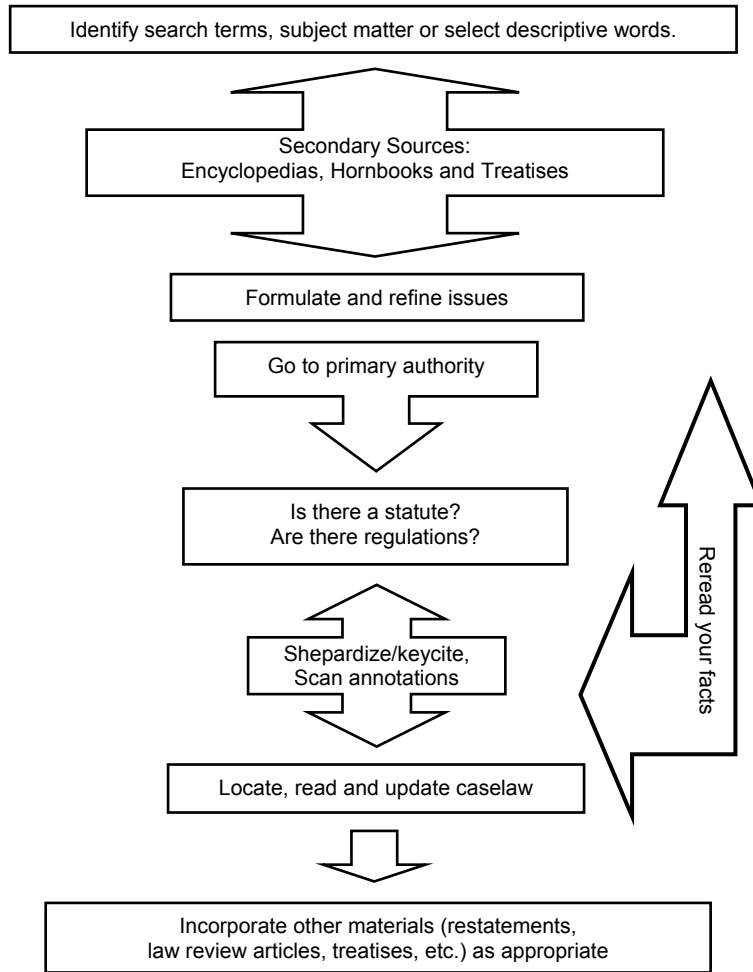 Identify search terms, subject matter or select descriptive words.
Secondary Sources:
Encyclopedias, Hornbooks and Treatises
Formulate and refine issues
Go to primary authority
Is there a statute?
Are there regulations?
Shepardize/keycite,
Scan annotations
Reread your facts
Locate, read and update caselaw
Incorporate other materials (restatements,
law review articles, treatises, etc.) as appropriate